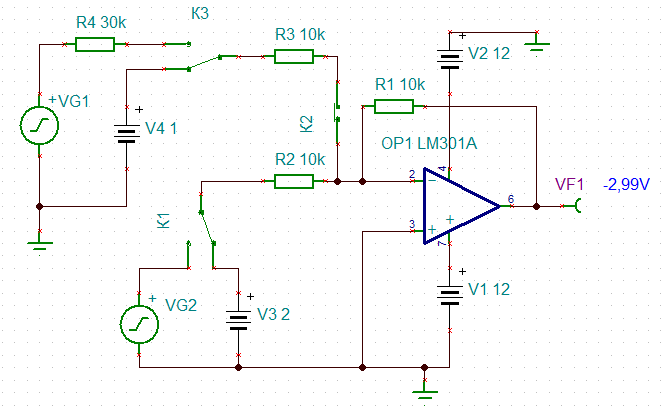 K3
R4 30k
R3 10k
V2 12
+
+
VG1
R1 10k
+
V4 1
K2
OP1 LM301A
4
R2 10k
2
−
VF1
-2,99V
6
K1
3
+
+
7
+
VG2
+
V3 2
+
V1 12